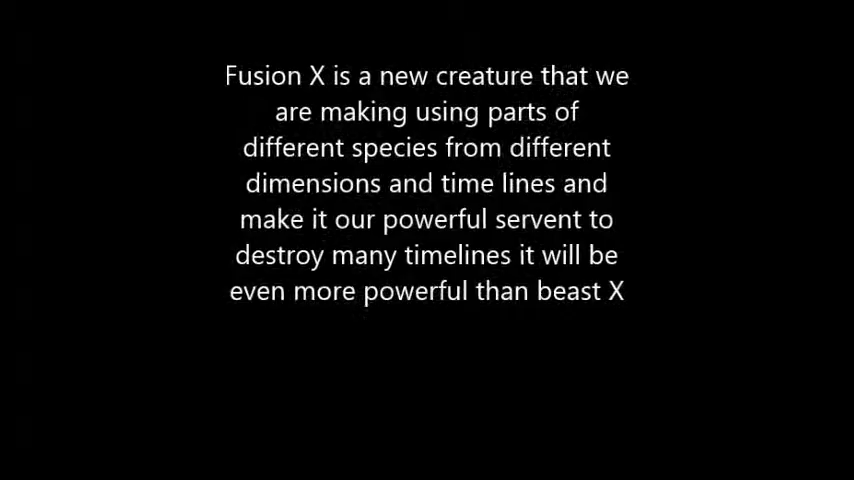 Fusion X is a new creature that we
are making using parts of
different species from different
dimensions and time lines and
make it our powerful servent to
destroy many timelines it will be
even more powerful than beast X